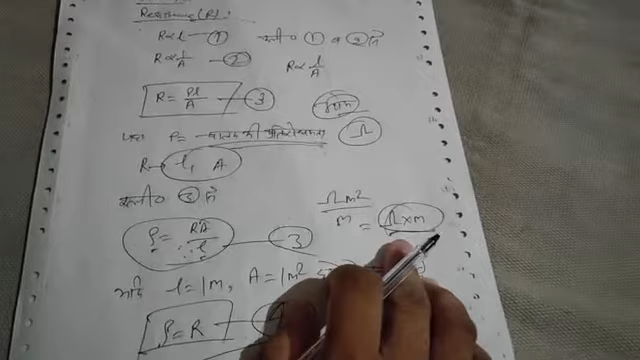 Resistance (R) :
R ∝ l — ① समी० ① व ② से
R ∝ 1/A — ② R ∝ l/A
R = ρl/A — ③
जहाँ ρ = चालक की प्रतिरोधकता Ω
R → l, A
समी० ③ से
Ωm²/m = Ω×m
ρ = RA/l — ③
यदि l = 1m, A = 1m²
ρ = R